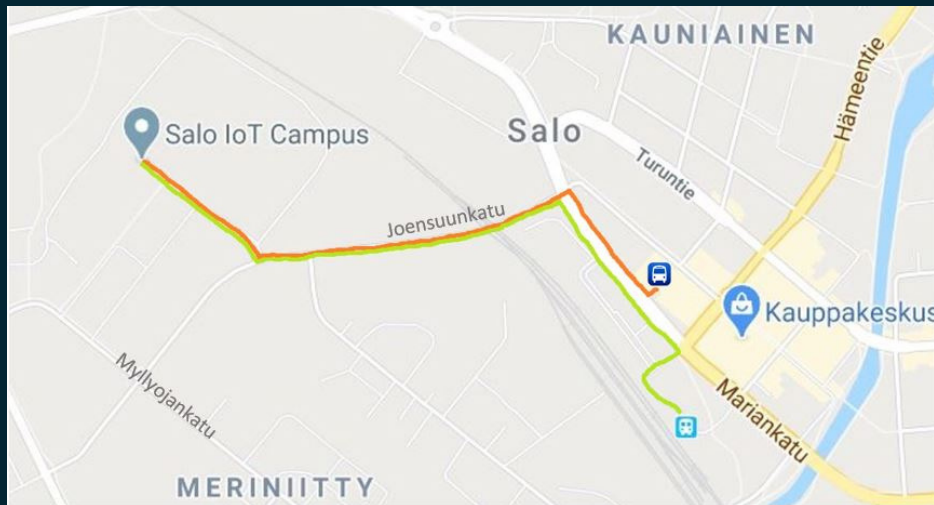 KAUNIAINEN
Salo IoT Campus
Salo
Hämeentie
Turuntie
Joensuunkatu
Kauppakeskus
Myllyojankatu
Mariankatu
MERINIITTY